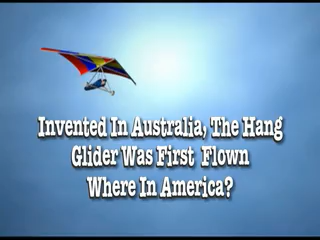 Invented In Australia, The Hang
Glider Was First Flown
Where In America?